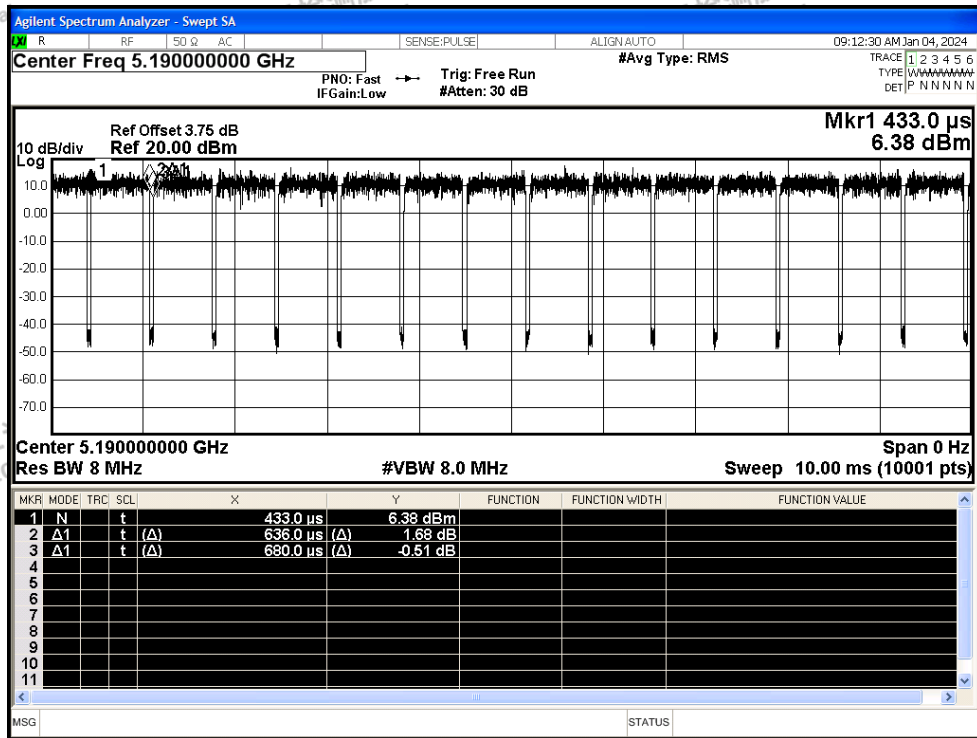 Agilent Spectrum Analyzer - Swept SA
LXI R RF 50 Ω AC SENSE:PULSE ALIGN AUTO 09:12:30 AM Jan 04, 2024
Center Freq 5.190000000 GHz #Avg Type: RMS TRACE 1 2 3 4 5 6
PNO: Fast Trig: Free Run TYPE
IFGain:Low #Atten: 30 dB DET P N N N N N
Mkr1 433.0 µs
Ref Offset 3.75 dB
10 dB/div Ref 20.00 dBm 6.38 dBm
Log
1
10.0
0.00
-10.0
-20.0
-30.0
-40.0
-50.0
-60.0
-70.0
Center 5.190000000 GHz Span 0 Hz
Res BW 8 MHz #VBW 8.0 MHz Sweep 10.00 ms (10001 pts)
MKR MODE TRC SCL X Y FUNCTION FUNCTION WIDTH FUNCTION VALUE
1 N t 433.0 µs 6.38 dBm
2 Δ1 t (Δ) 636.0 µs (Δ) 1.68 dB
3 Δ1 t (Δ) 680.0 µs (Δ) -0.51 dB
4
5
6
7
8
9
10
11
MSG STATUS